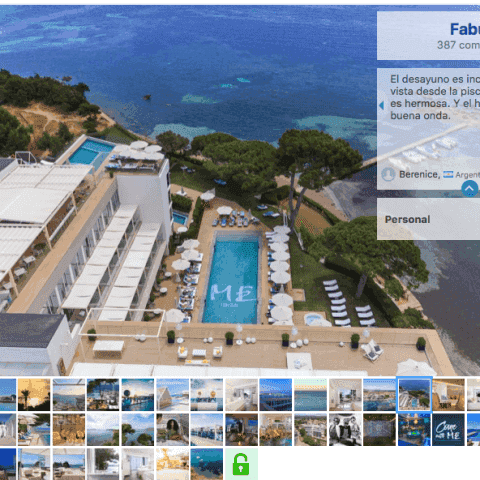 Fabu
387 com
El desayuno es inc
vista desde la pisc
es hermosa. Y el h
buena onda.
Berenice, Argent
Personal
ME
Come
ME